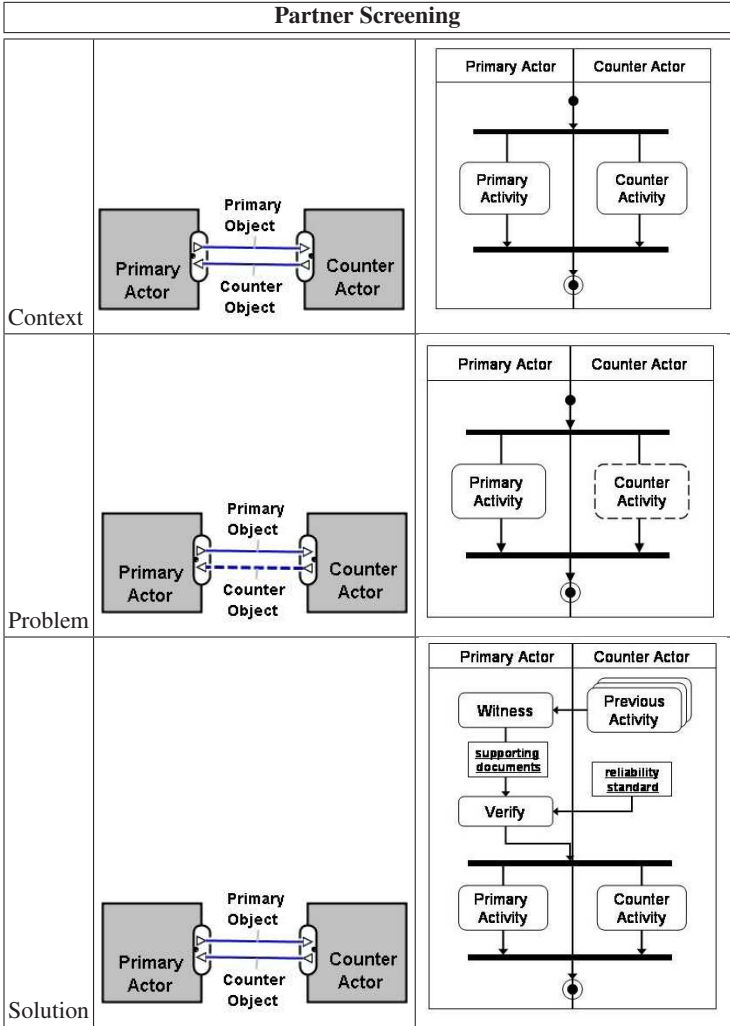 Partner Screening
Primary
Object
Primary
Actor
Counter
Actor
Counter
Object
Context
Primary Actor
Counter Actor
Primary
Activity
Counter
Activity
Primary
Object
Primary
Actor
Counter
Actor
Counter
Object
Problem
Primary Actor
Counter Actor
Primary
Activity
Counter
Activity
Primary
Object
Primary
Actor
Counter
Actor
Counter
Object
Solution
Primary Actor
Counter Actor
Witness
Previous
Activity
supporting
documents
reliability
standard
Verify
Primary
Activity
Counter
Activity